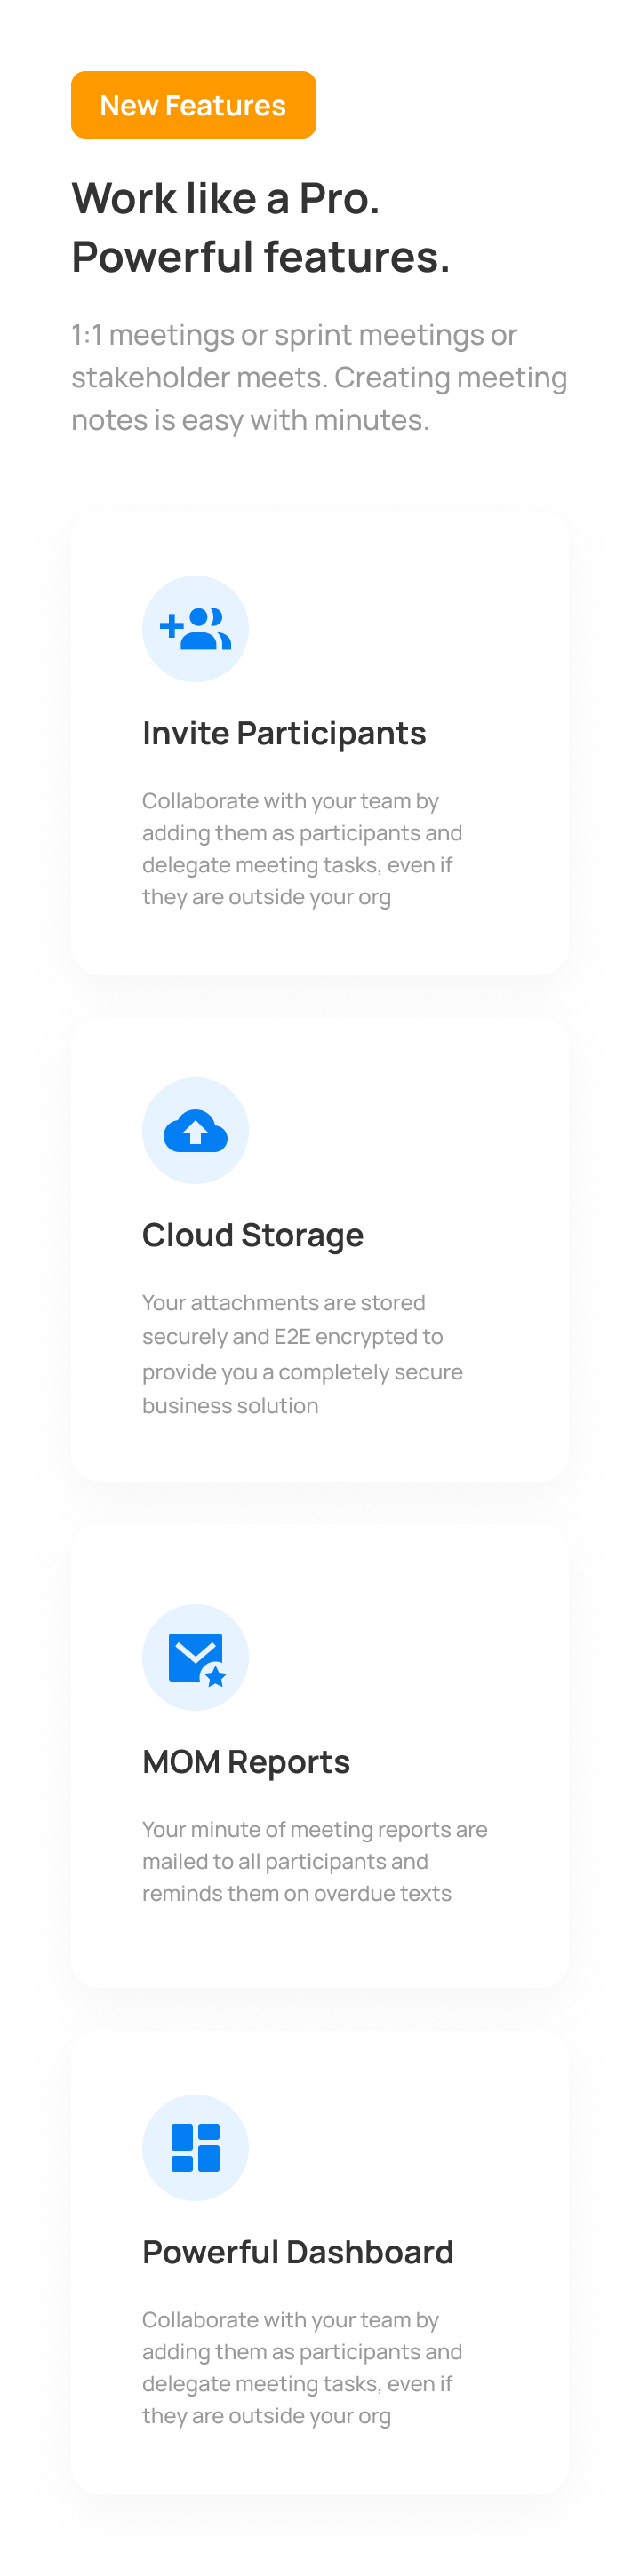 New Features
Work like a Pro.
Powerful features.
1:1 meetings or sprint meetings or
stakeholder meets. Creating meeting
notes is easy with minutes.
Invite Participants
Collaborate with your team by
adding them as participants and
delegate meeting tasks, even if
they are outside your org
Cloud Storage
Your attachments are stored
securely and E2E encrypted to
provide you a completely secure
business solution
MOM Reports
Your minute of meeting reports are
mailed to all participants and
reminds them on overdue texts
Powerful Dashboard
Collaborate with your team by
adding them as participants and
delegate meeting tasks, even if
they are outside your org